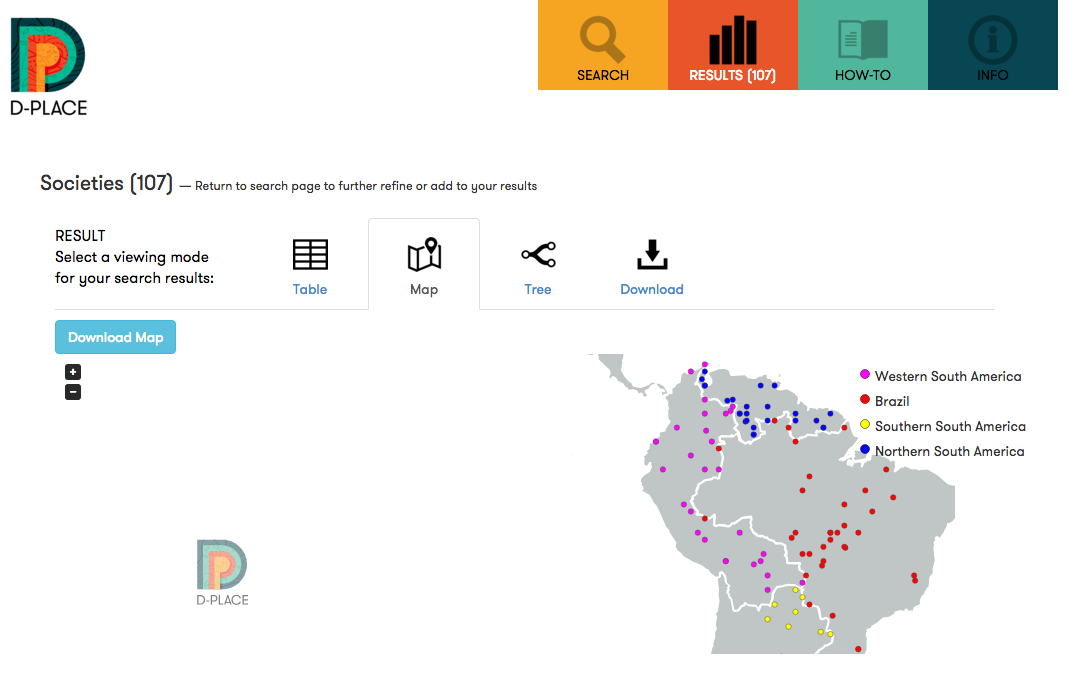 D-PLACE
SEARCH
RESULTS (107)
HOW-TO
INFO
Societies (107) — Return to search page to further refine or add to your results
RESULT
Select a viewing mode
for your search results:
Table
Map
Tree
Download
Download Map
+
−
Western South America
Brazil
Southern South America
Northern South America
D-PLACE